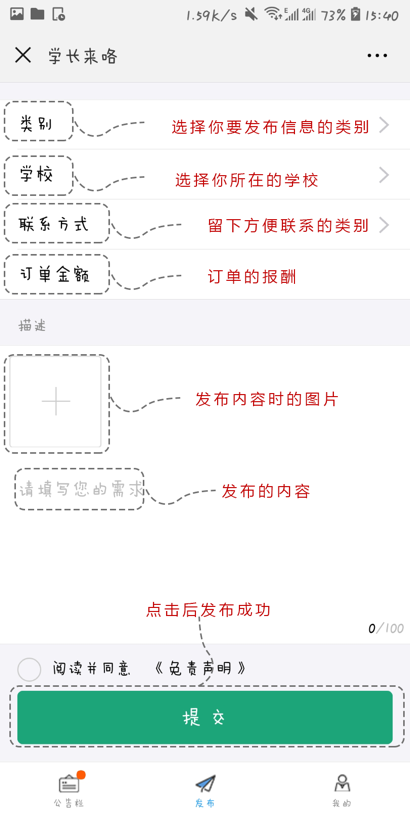 1.59K/s 73% 15:40
学长来咯
类别 选择你要发布信息的类别
学校 选择你所在的学校
联系方式 留下方便联系的类别
订单金额 订单的报酬
描述
发布内容时的图片
请填写您的需求 发布的内容
点击后发布成功
0/100
阅读并同意 《免责声明》
提交
公告栏 发布 我的